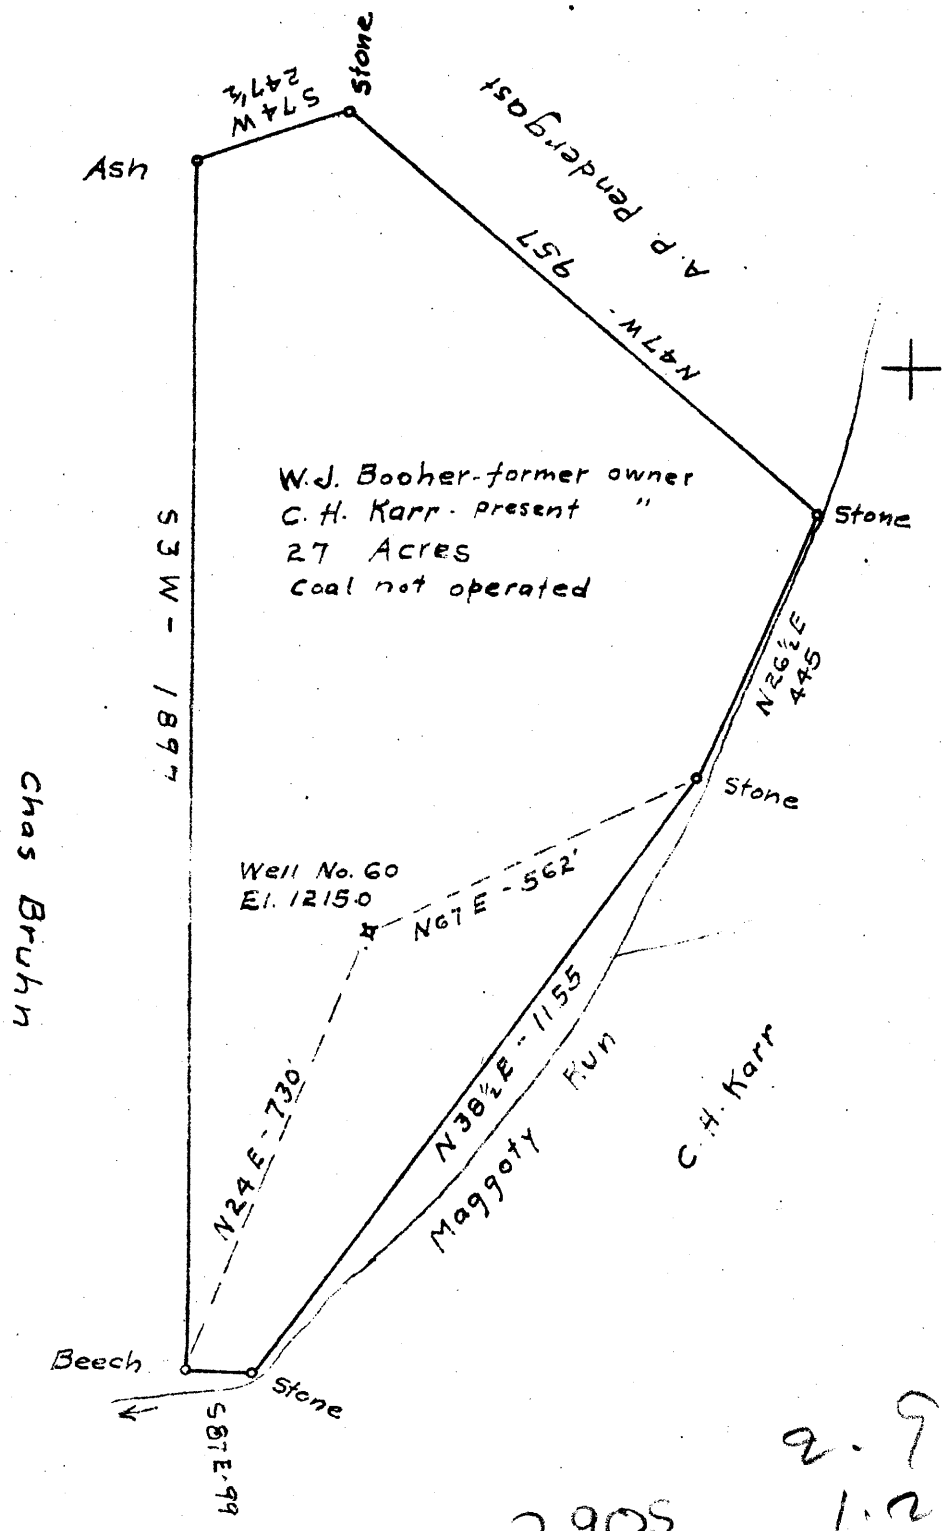 Stone
S74W
247½
Ash
A. P. Pendergast
N47W - 957
W.J. Booher-former owner
C. H. Karr - present "
27 Acres
Coal not operated
Stone
S3W - 1897
N26½E
445
Stone
Chas Bruhn
Well No. 60
El. 1215.0
N67E - 562'
N38½E - 1155
Maggoty Run
C. H. Karr
N24E - 730'
Beech
Stone
S87E-99